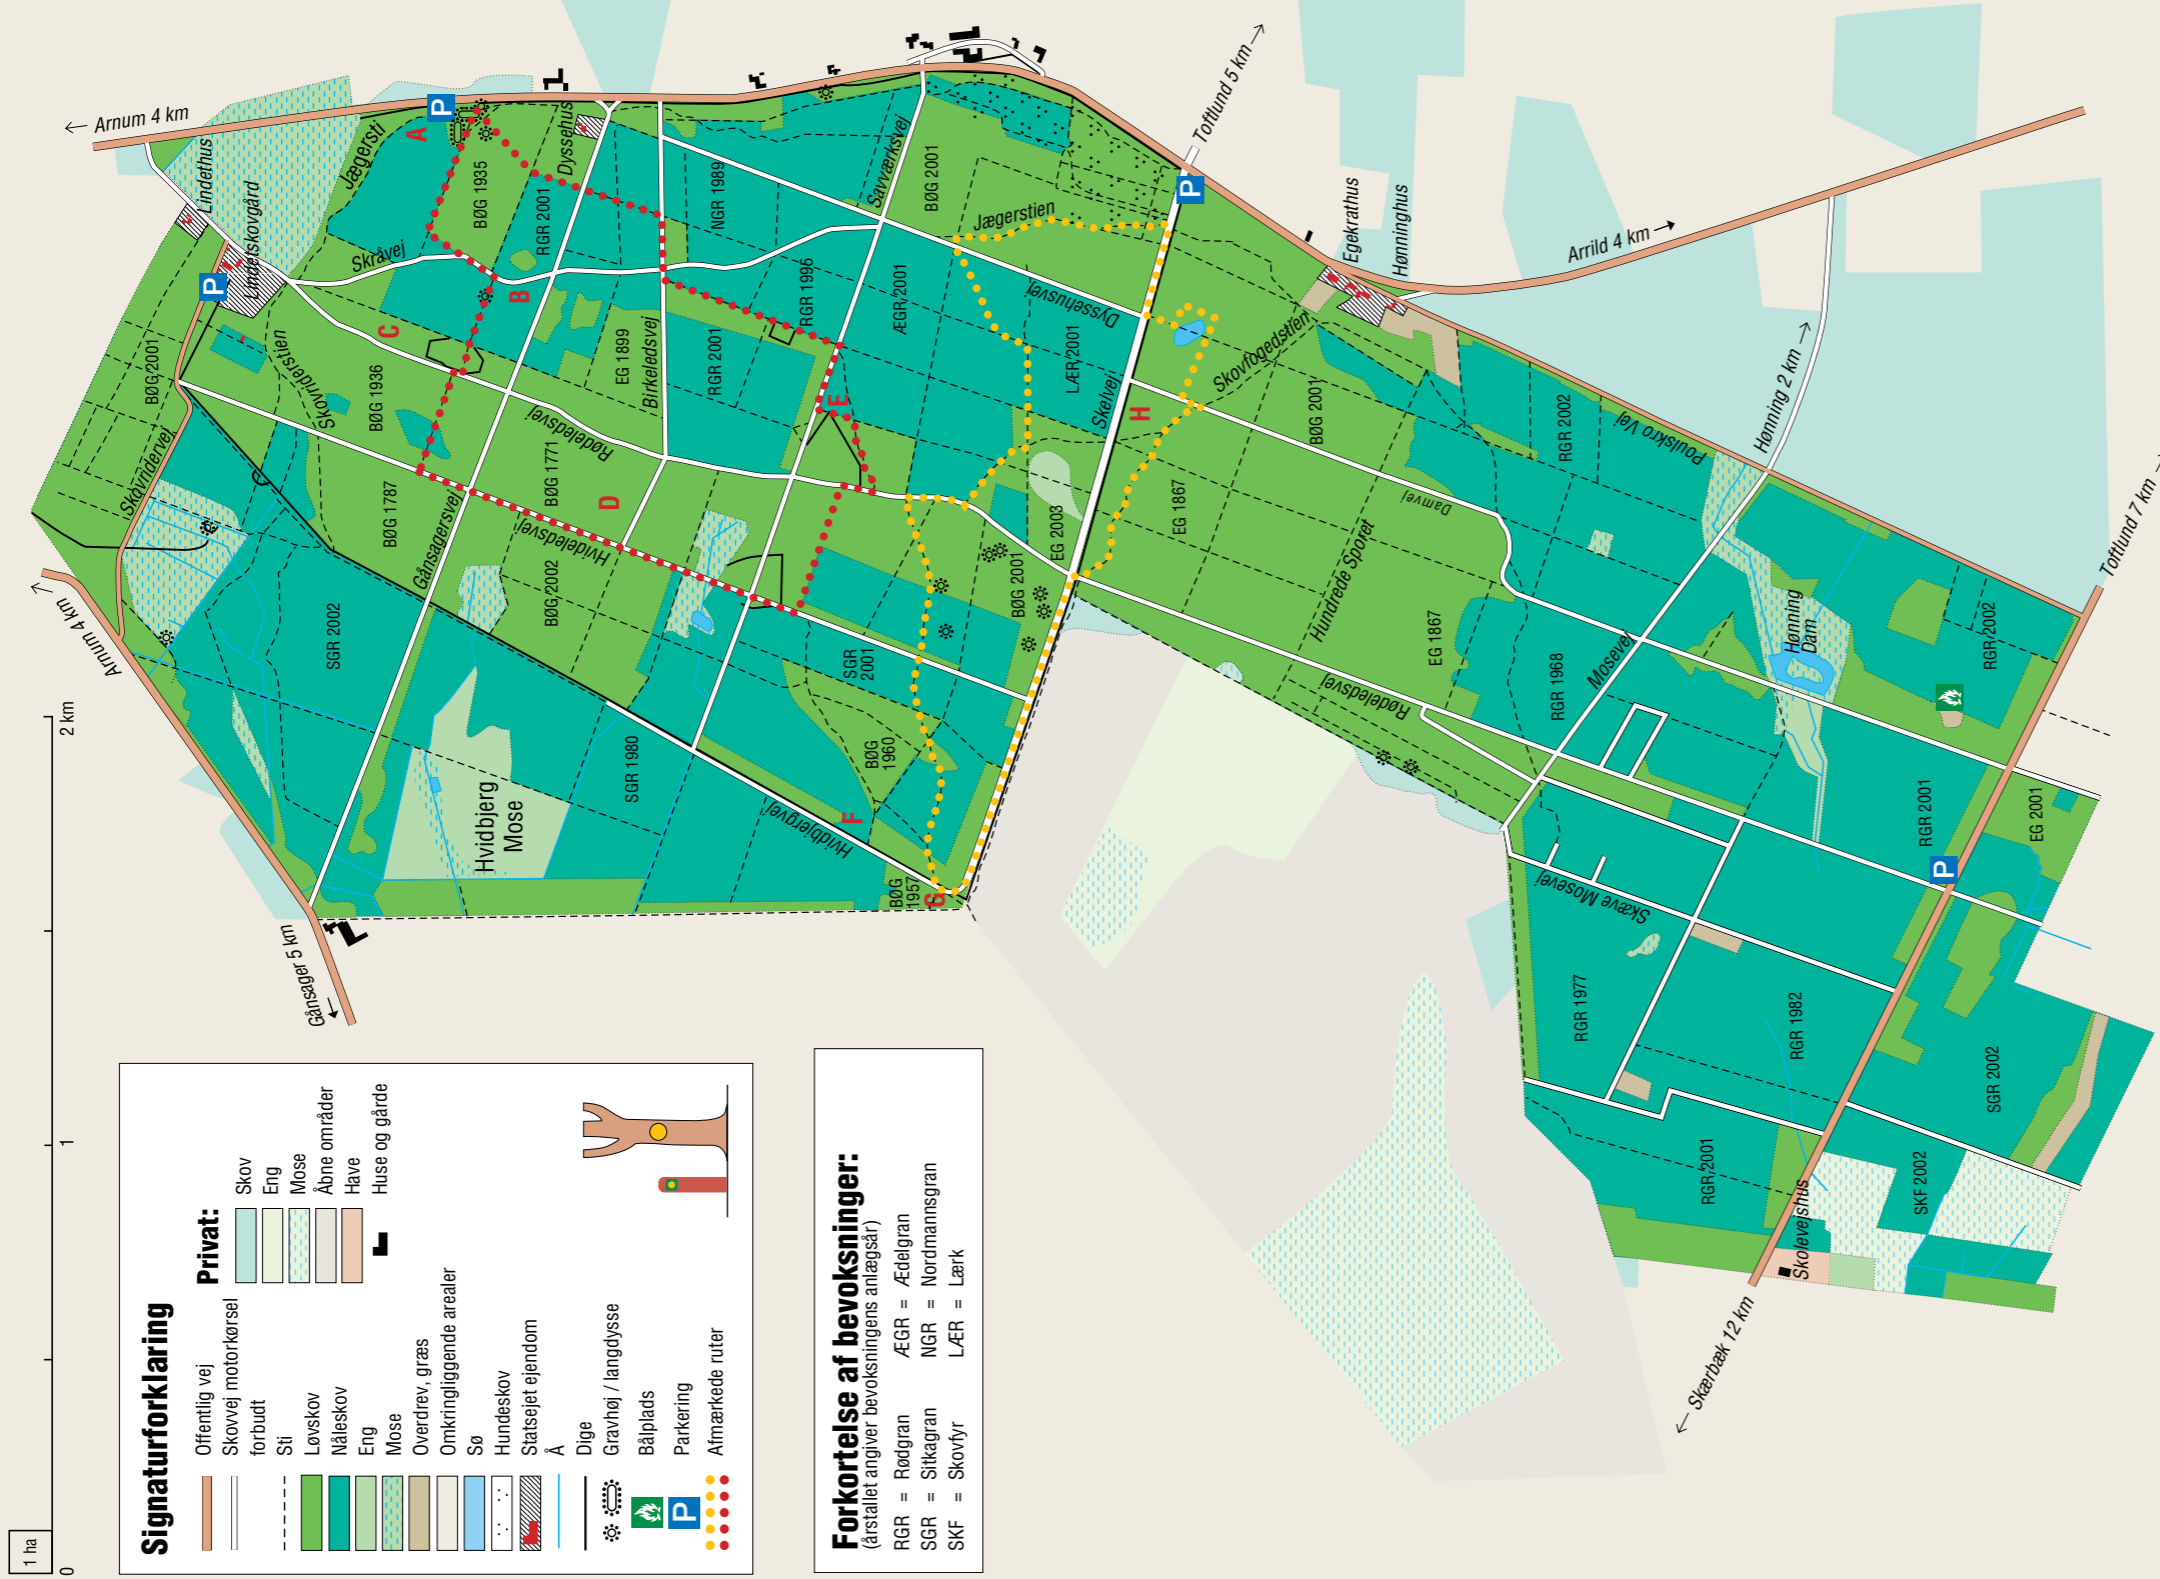 1 ha
0
1
2 km
Signaturforklaring
Offentlig vej
Skovvej motorkørsel
forbudt
Sti
Løvskov
Nåleskov
Eng
Mose
Overdrev, græs
Omkringliggende arealer
Sø
Hundeskov
Statsejet ejendom
Å
Dige
Gravhøj / langdysse
Bålplads
P
Parkering
Afmærkede ruter
Privat:
Skov
Eng
Mose
Åbne områder
Have
Huse og gårde
Forkortelse af bevoksninger:
(årstallet angiver bevoksningens anlægsår)
RGR = Rødgran
SGR = Sitkagran
SKF = Skovfyr
ÆGR = Ædelgran
NGR = Nordmannsgran
LÆR = Lærk
Arnum 4 km
Gånsager 5 km
Arnum 4 km
Lindethus
Lindetskovgård
P
Jægersti
P
A
BØG 1935
Dyssehus
RGR 2001
B
Skråvej
C
BØG 2001
Skovridervej
Skovriderstien
BØG 1936
BØG 1787
Gånsagersvej
Rødeledsvej
BØG 1771
D
Hvideledsvej
BØG 2002
EG 1899
Birkeledsvej
RGR 2001
NGR 1989
Savværksvej
RGR 1995
ÆGR 2001
E
SGR 2002
Hvidbjerg
Mose
SGR 1980
Hvidbjergvej
F
BØG
1960
SGR
2001
BØG
1957
G
BØG 2001
Jægerstien
Dyssehusvej
LÆR 2001
Skelvej
EG 2003
BØG 2001
H
P
Toftlund 5 km
Egekrathus
Hønninghus
Arrild 4 km
Skovfogedstien
EG 1867
BØG 2001
Damvej
Hundrede Sporet
EG 1867
Rødeledsvej
RGR 2002
Poulskro Vej
Hønning 2 km
Mosevej
RGR 1968
Hønning
Dam
RGR 2002
Toftlund 7 km
RGR 2001
EG 2001
P
Skæve Mosevej
RGR 1977
RGR 1982
SGR 2002
RGR 2001
SKF 2002
Skolevejshus
Skærbæk 12 km